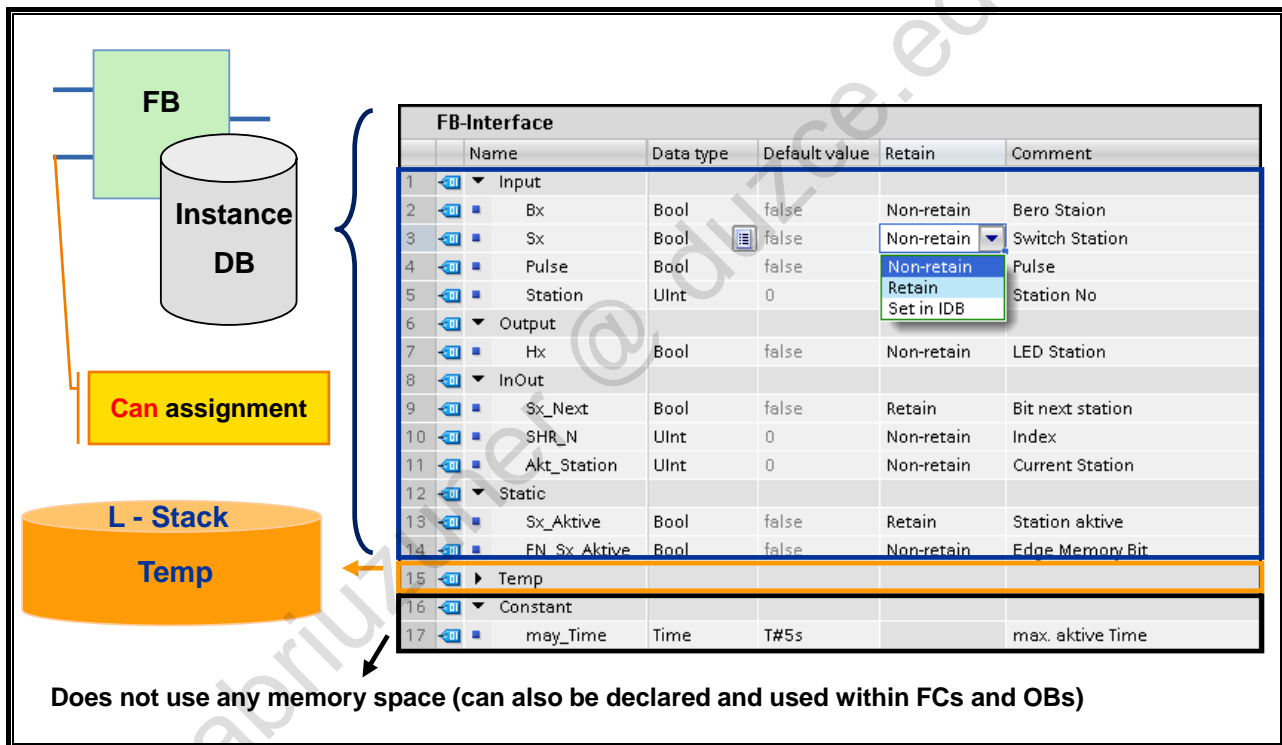 FB
Instance
DB
Can assignment
L - Stack
Temp
FB-Interface
Name Data type Default value Retain Comment
1 Input
2 Bx Bool false Non-retain Bero Staion
3 Sx Bool false Non-retain Switch Station
4 Pulse Bool false Non-retain Pulse
5 Station UInt 0 Retain Station No
Set in IDB
6 Output
7 Hx Bool false Non-retain LED Station
8 InOut
9 Sx_Next Bool false Retain Bit next station
10 SHR_N UInt 0 Non-retain Index
11 Akt_Station UInt 0 Non-retain Current Station
12 Static
13 Sx_Aktive Bool false Retain Station aktive
14 FN_Sx_Aktive Bool false Non-retain Edge Memory Bit
15 Temp
16 Constant
17 may_Time Time T#5s max. aktive Time
Does not use any memory space (can also be declared and used within FCs and OBs)
abriuzuner @ duzce.ed